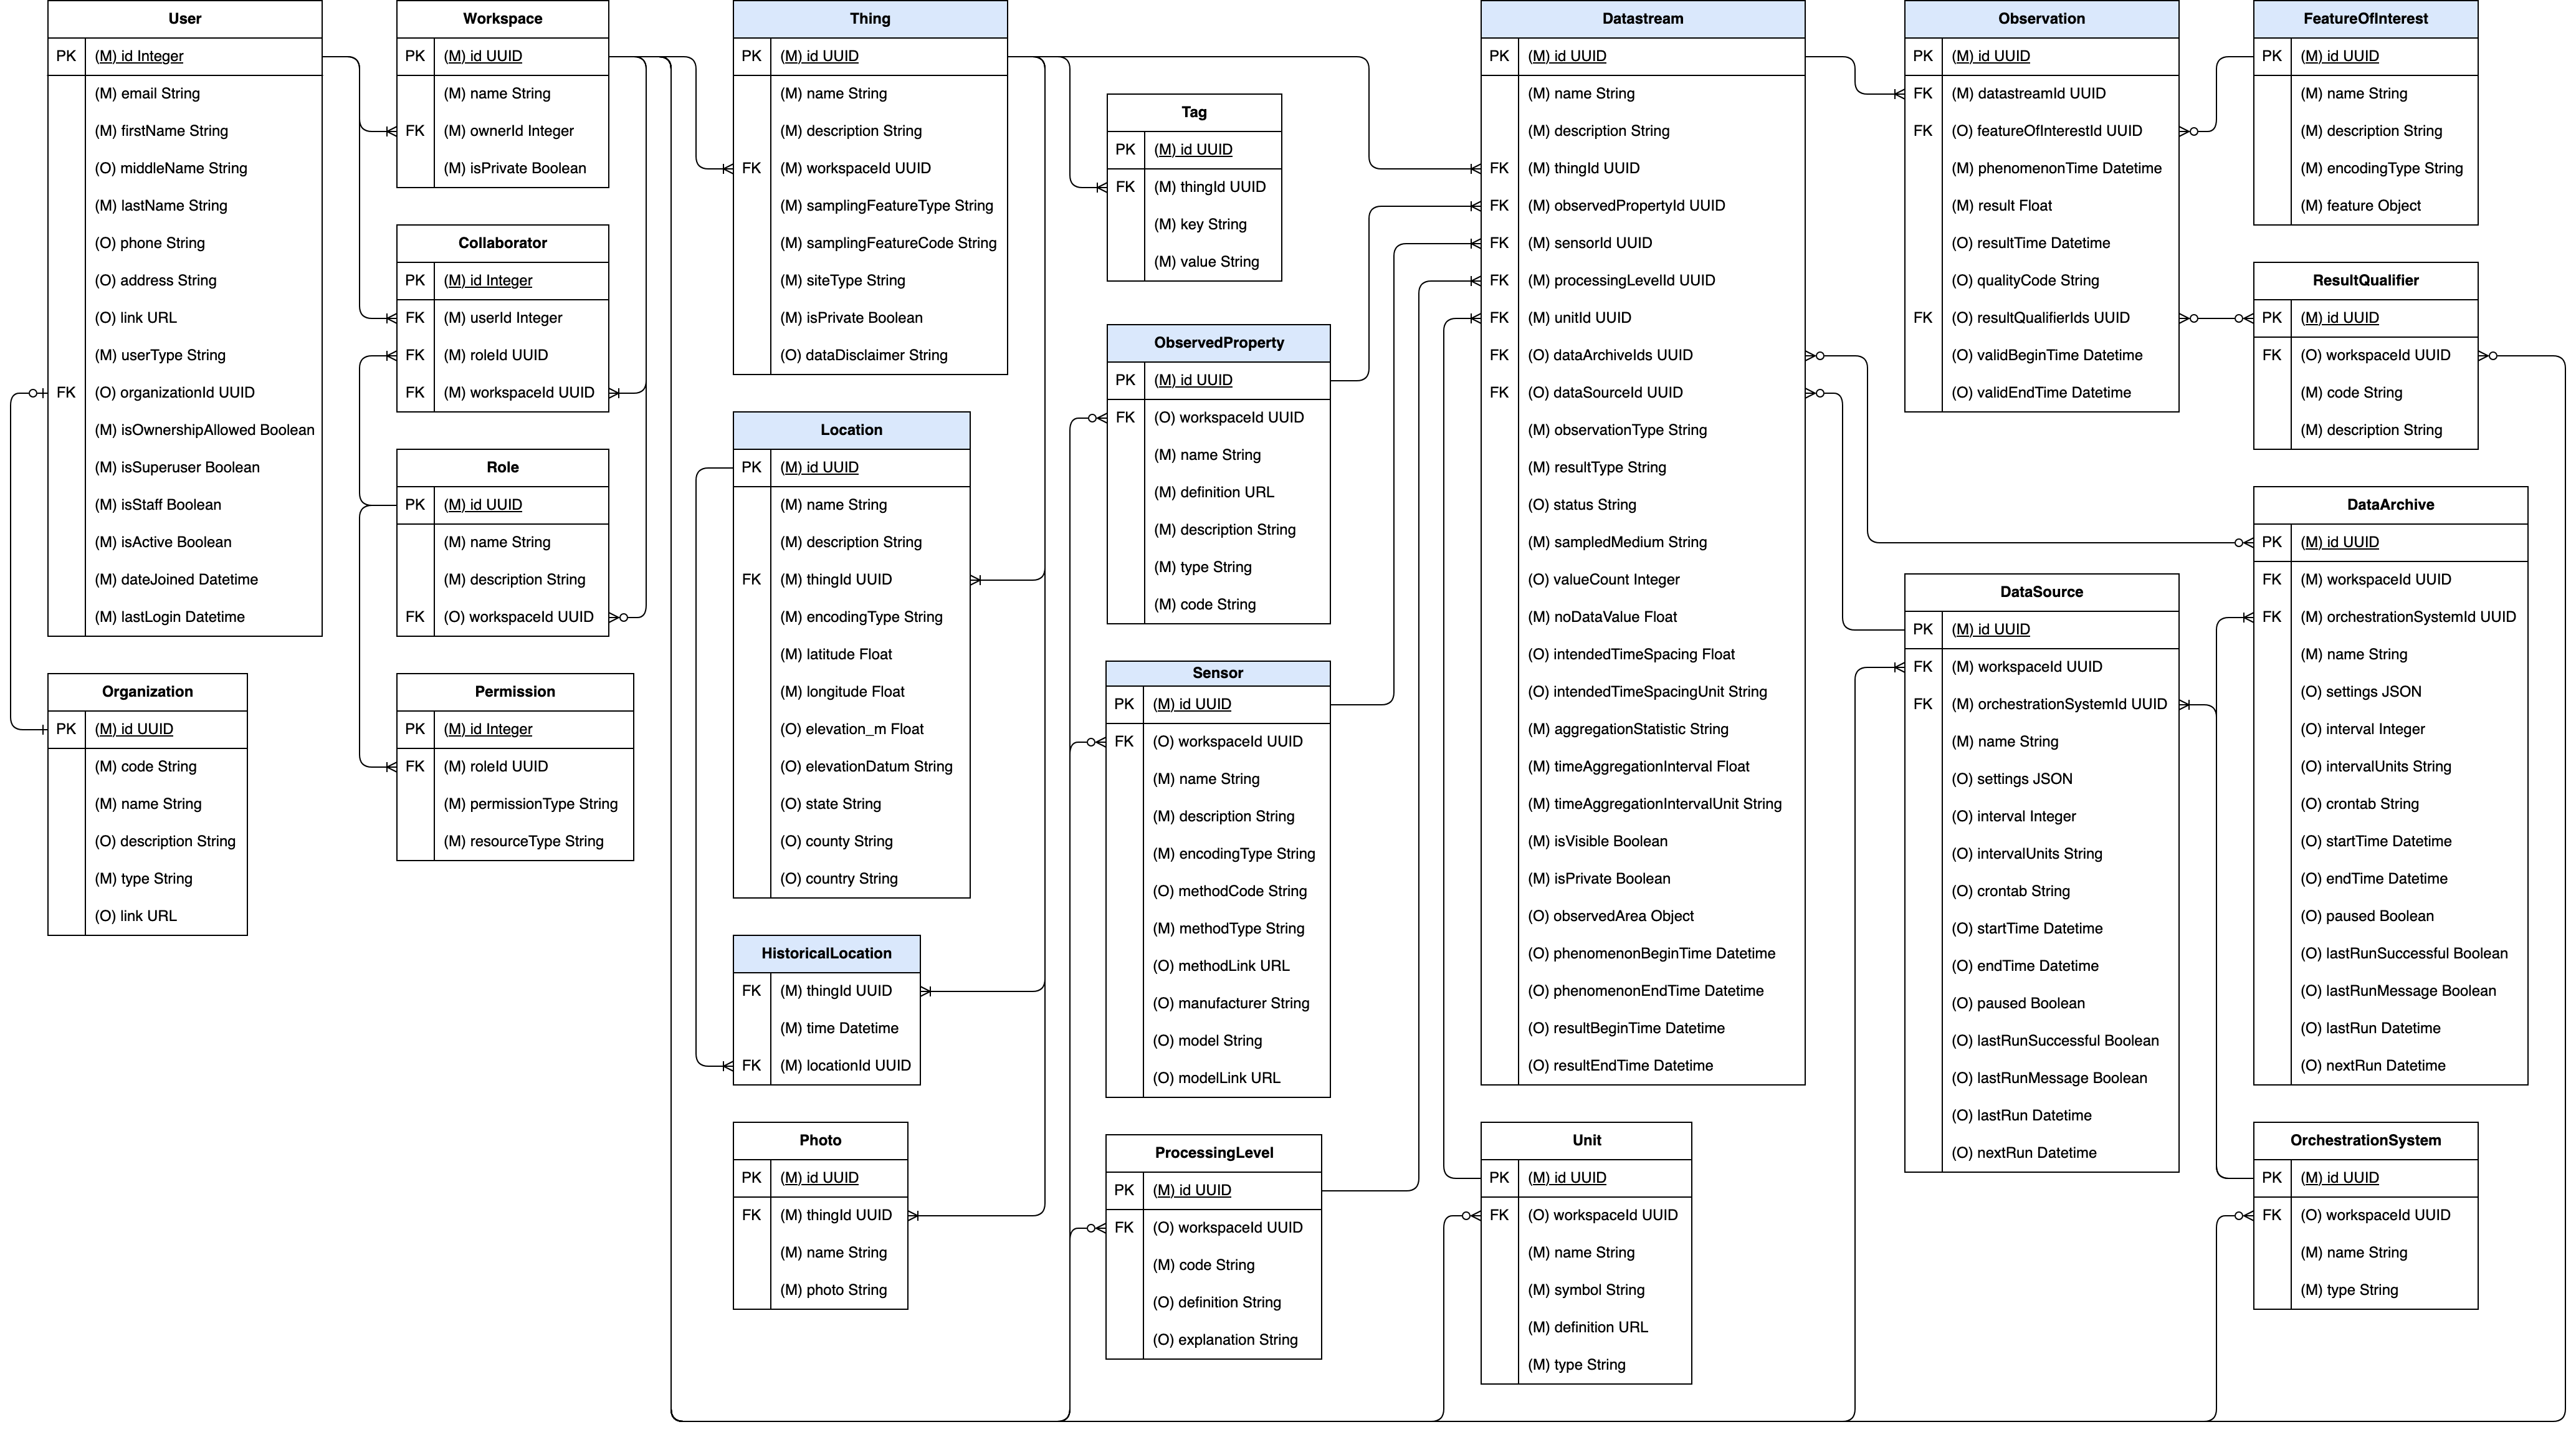 User
PK (M) id Integer
(M) email String
(M) firstName String
(O) middleName String
(M) lastName String
(O) phone String
(O) address String
(O) link URL
(M) userType String
FK (O) organizationId UUID
(M) isOwnershipAllowed Boolean
(M) isSuperuser Boolean
(M) isStaff Boolean
(M) isActive Boolean
(M) dateJoined Datetime
(M) lastLogin Datetime
Organization
PK (M) id UUID
(M) code String
(M) name String
(O) description String
(M) type String
(O) link URL
Workspace
PK (M) id UUID
(M) name String
FK (M) ownerId Integer
(M) isPrivate Boolean
Collaborator
PK (M) id Integer
FK (M) userId Integer
FK (M) roleId UUID
FK (M) workspaceId UUID
Role
PK (M) id UUID
(M) name String
(M) description String
FK (O) workspaceId UUID
Permission
PK (M) id Integer
FK (M) roleId UUID
(M) permissionType String
(M) resourceType String
Thing
PK (M) id UUID
(M) name String
(M) description String
FK (M) workspaceId UUID
(M) samplingFeatureType String
(M) samplingFeatureCode String
(M) siteType String
(M) isPrivate Boolean
(O) dataDisclaimer String
Location
PK (M) id UUID
(M) name String
(M) description String
FK (M) thingId UUID
(M) encodingType String
(M) latitude Float
(M) longitude Float
(O) elevation_m Float
(O) elevationDatum String
(O) state String
(O) county String
(O) country String
HistoricalLocation
FK (M) thingId UUID
(M) time Datetime
FK (M) locationId UUID
Photo
PK (M) id UUID
FK (M) thingId UUID
(M) name String
(M) photo String
Tag
PK (M) id UUID
FK (M) thingId UUID
(M) key String
(M) value String
ObservedProperty
PK (M) id UUID
FK (O) workspaceId UUID
(M) name String
(M) definition URL
(M) description String
(M) type String
(M) code String
Sensor
PK (M) id UUID
FK (O) workspaceId UUID
(M) name String
(M) description String
(M) encodingType String
(O) methodCode String
(M) methodType String
(O) methodLink URL
(O) manufacturer String
(O) model String
(O) modelLink URL
ProcessingLevel
PK (M) id UUID
FK (O) workspaceId UUID
(M) code String
(O) definition String
(O) explanation String
Datastream
PK (M) id UUID
(M) name String
(M) description String
FK (M) thingId UUID
FK (M) observedPropertyId UUID
FK (M) sensorId UUID
FK (M) processingLevelId UUID
FK (M) unitId UUID
FK (O) dataArchiveIds UUID
FK (O) dataSourceId UUID
(M) observationType String
(M) resultType String
(O) status String
(M) sampledMedium String
(O) valueCount Integer
(M) noDataValue Float
(O) intendedTimeSpacing Float
(O) intendedTimeSpacingUnit String
(M) aggregationStatistic String
(M) timeAggregationInterval Float
(M) timeAggregationIntervalUnit String
(M) isVisible Boolean
(M) isPrivate Boolean
(O) observedArea Object
(O) phenomenonBeginTime Datetime
(O) phenomenonEndTime Datetime
(O) resultBeginTime Datetime
(O) resultEndTime Datetime
Unit
PK (M) id UUID
FK (O) workspaceId UUID
(M) name String
(M) symbol String
(M) definition URL
(M) type String
Observation
PK (M) id UUID
FK (M) datastreamId UUID
FK (O) featureOfInterestId UUID
(M) phenomenonTime Datetime
(M) result Float
(O) resultTime Datetime
(O) qualityCode String
FK (O) resultQualifierIds UUID
(O) validBeginTime Datetime
(O) validEndTime Datetime
DataSource
PK (M) id UUID
FK (M) workspaceId UUID
FK (M) orchestrationSystemId UUID
(M) name String
(O) settings JSON
(O) interval Integer
(O) intervalUnits String
(O) crontab String
(O) startTime Datetime
(O) endTime Datetime
(O) paused Boolean
(O) lastRunSuccessful Boolean
(O) lastRunMessage Boolean
(O) lastRun Datetime
(O) nextRun Datetime
FeatureOfInterest
PK (M) id UUID
(M) name String
(M) description String
(M) encodingType String
(M) feature Object
ResultQualifier
PK (M) id UUID
FK (O) workspaceId UUID
(M) code String
(M) description String
DataArchive
PK (M) id UUID
FK (M) workspaceId UUID
FK (M) orchestrationSystemId UUID
(M) name String
(O) settings JSON
(O) interval Integer
(O) intervalUnits String
(O) crontab String
(O) startTime Datetime
(O) endTime Datetime
(O) paused Boolean
(O) lastRunSuccessful Boolean
(O) lastRunMessage Boolean
(O) lastRun Datetime
(O) nextRun Datetime
OrchestrationSystem
PK (M) id UUID
FK (O) workspaceId UUID
(M) name String
(M) type String